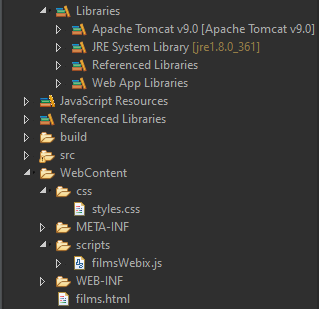 Libraries
Apache Tomcat v9.0 [Apache Tomcat v9.0]
JRE System Library [jre1.8.0_361]
Referenced Libraries
Web App Libraries
JavaScript Resources
Referenced Libraries
build
src
WebContent
css
styles.css
META-INF
scripts
filmsWebix.js
WEB-INF
films.html